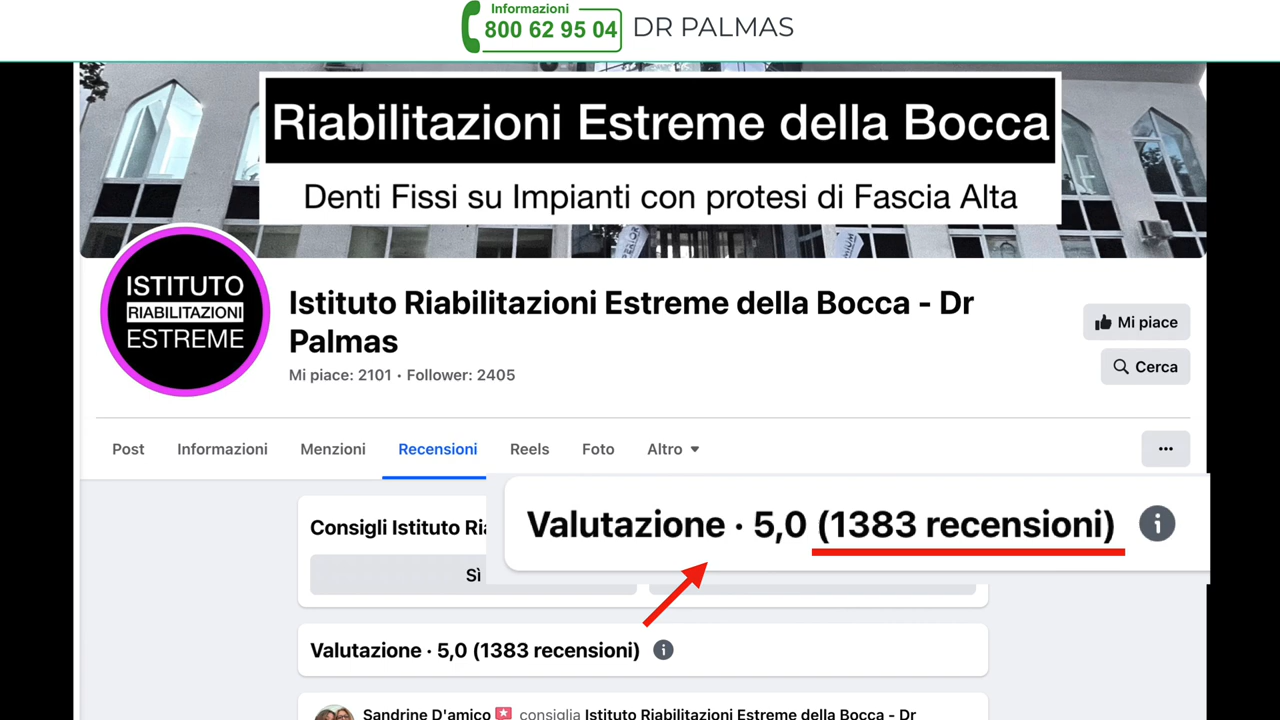 Informazioni
800 62 95 04
DR PALMAS
Riabilitazioni Estreme della Bocca
Denti Fissi su Impianti con protesi di Fascia Alta
ISTITUTO
RIABILITAZIONI
ESTREME
Istituto Riabilitazioni Estreme della Bocca - Dr
Palmas
Mi piace: 2101 • Follower: 2405
Mi piace
Cerca
Post
Informazioni
Menzioni
Recensioni
Reels
Foto
Altro
Consigli Istituto Ria
Sì
Valutazione · 5,0 (1383 recensioni)
Valutazione · 5,0 (1383 recensioni)
Sandrine D'amico consiglia Istituto Riabilitazioni Estreme della Bocca - Dr